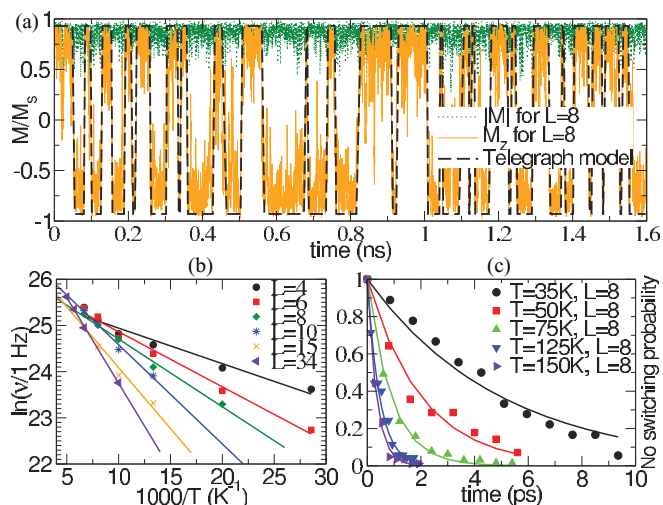 (a)
1
0.5
0
-0.5
-1
M/M_s
|M| for L=8
M_z for L=8
Telegraph model
0 0.2 0.4 0.6 0.8 1 1.2 1.4 1.6
time (ns)
(b)
26
25
24
23
22
ln(ν/1 Hz)
L=4
L=6
L=8
L=10
L=15
L=34
5 10 15 20 25 30
1000/T (K^-1)
(c)
1
0.8
0.6
0.4
0.2
0
T=35K, L=8
T=50K, L=8
T=75K, L=8
T=125K, L=8
T=150K, L=8
No switching probability
0 2 4 6 8 10
time (ps)